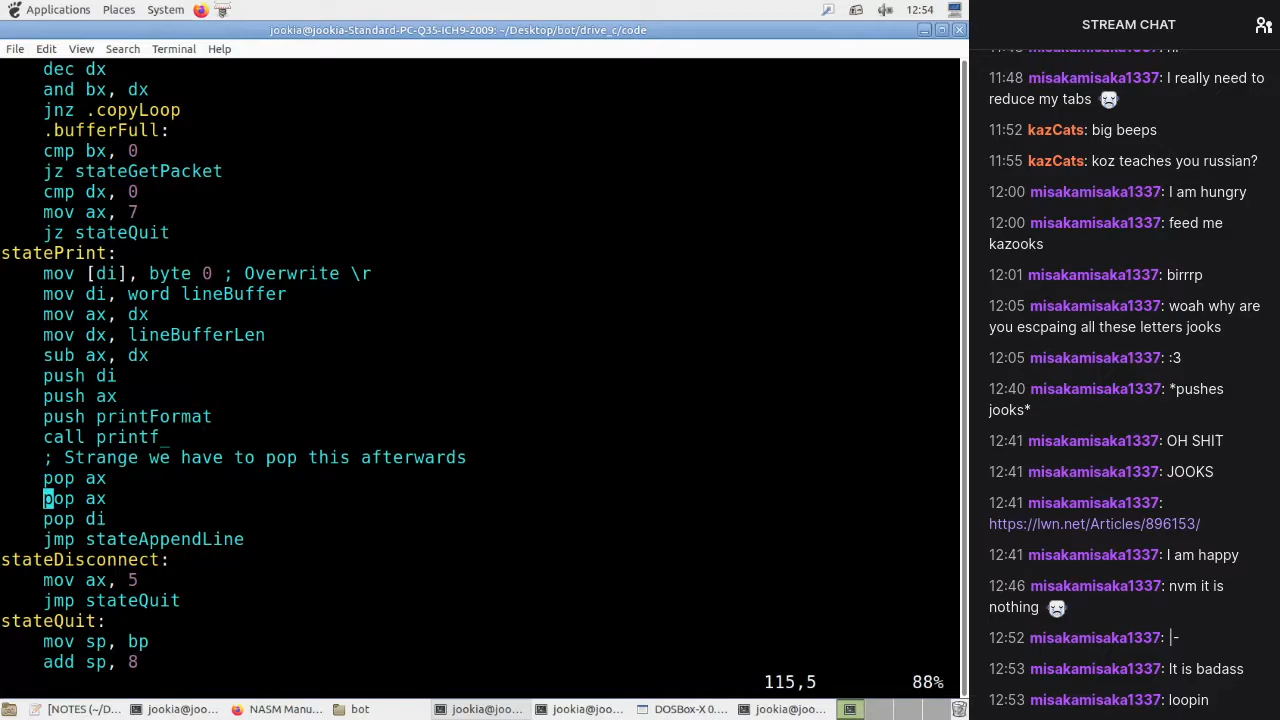 Applications Places System 12:54
jookia@jookia-Standard-PC-Q35-ICH9-2009: ~/Desktop/bot/drive_c/code
File Edit View Search Terminal Help
dec dx
and bx, dx
jnz .copyLoop
.bufferFull:
cmp bx, 0
jz stateGetPacket
cmp dx, 0
mov ax, 7
jz stateQuit
statePrint:
mov [di], byte 0 ; Overwrite \r
mov di, word lineBuffer
mov ax, dx
mov dx, lineBufferLen
sub ax, dx
push di
push ax
push printFormat
call printf_
; Strange we have to pop this afterwards
pop ax
pop ax
pop di
jmp stateAppendLine
stateDisconnect:
mov ax, 5
jmp stateQuit
stateQuit:
mov sp, bp
add sp, 8
115,5 88%
[NOTES (~/D... jookia@jo... NASM Manu... bot jookia@jo... jookia@jo... DOSBox-X 0.... jookia@jo...
STREAM CHAT
11:48 misakamisaka1337: I really need to
reduce my tabs
11:52 kazCats: big beeps
11:55 kazCats: koz teaches you russian?
12:00 misakamisaka1337: I am hungry
12:00 misakamisaka1337: feed me
kazooks
12:01 misakamisaka1337: birrrp
12:05 misakamisaka1337: woah why are
you escpaing all these letters jooks
12:05 misakamisaka1337: :3
12:40 misakamisaka1337: *pushes
jooks*
12:41 misakamisaka1337: OH SHIT
12:41 misakamisaka1337: JOOKS
12:41 misakamisaka1337:
https://lwn.net/Articles/896153/
12:41 misakamisaka1337: I am happy
12:46 misakamisaka1337: nvm it is
nothing
12:52 misakamisaka1337: |-
12:53 misakamisaka1337: It is badass
12:53 misakamisaka1337: loopin